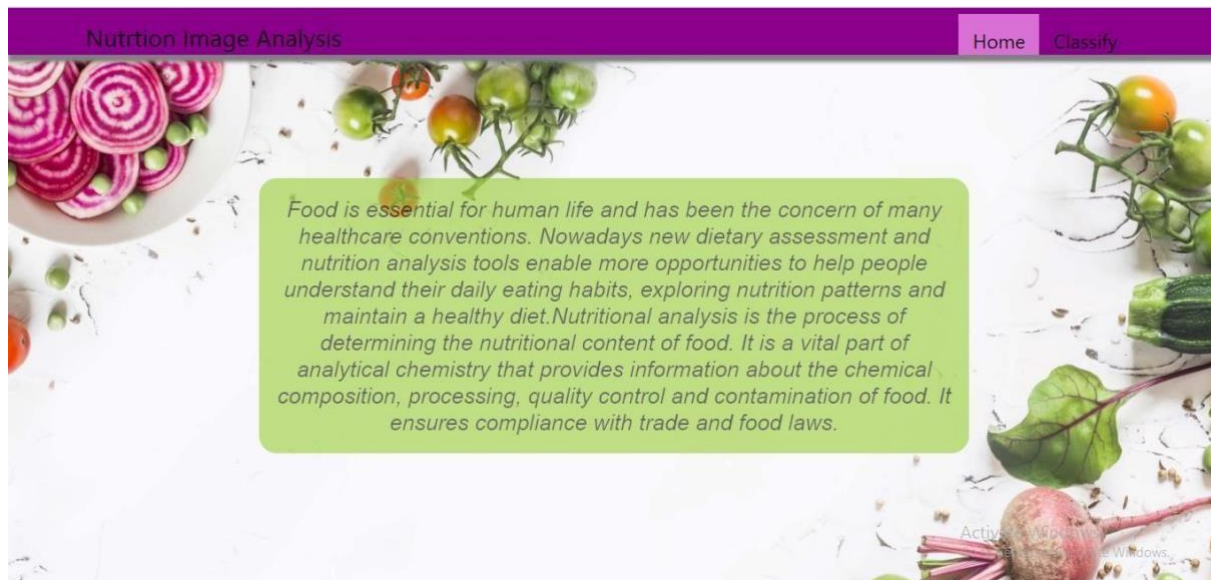 Nutrtion Image Analysis
Home
Classify
Food is essential for human life and has been the concern of many
healthcare conventions. Nowadays new dietary assessment and
nutrition analysis tools enable more opportunities to help people
understand their daily eating habits, exploring nutrition patterns and
maintain a healthy diet.Nutritional analysis is the process of
determining the nutritional content of food. It is a vital part of
analytical chemistry that provides information about the chemical
composition, processing, quality control and contamination of food. It
ensures compliance with trade and food laws.
Windows.